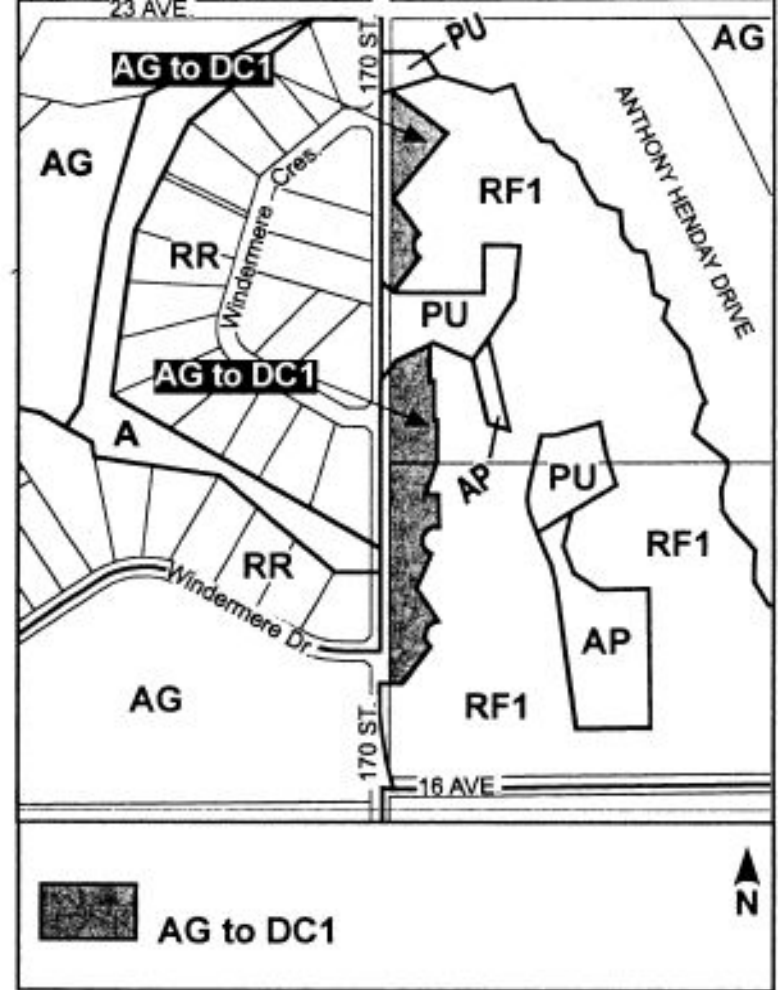 23 AVE.
170 ST.
PU
AG
AG to DC1
ANTHONY HENDAY DRIVE
AG
RF1
Windermere Cres.
RR
PU
AG to DC1
A
AP
PU
RF1
RR
Windermere Dr.
AP
AG
RF1
170 ST.
16 AVE
AG to DC1
N